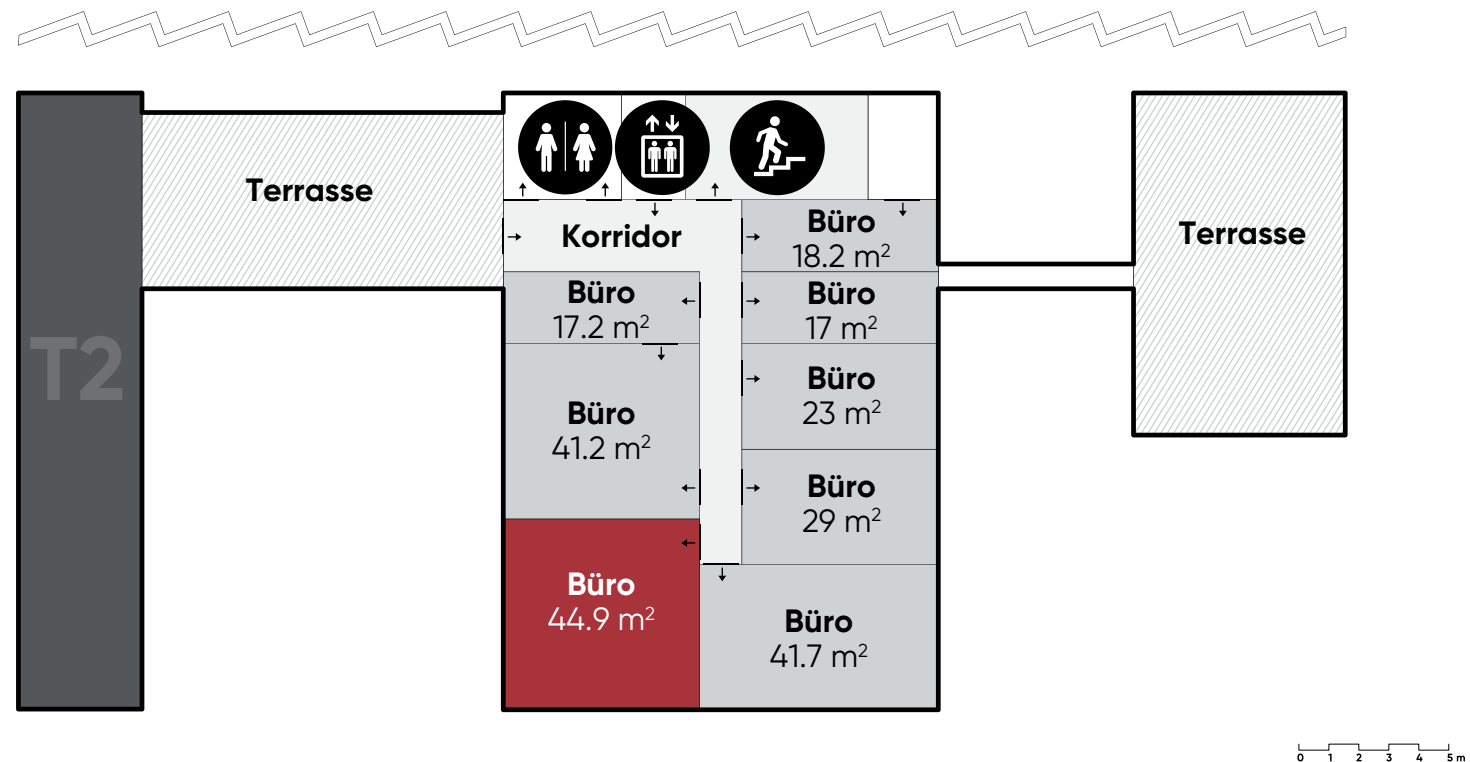 Terrasse
Korridor
Büro
18.2 m²
Terrasse
Büro
17.2 m²
Büro
17 m²
T2
Büro
23 m²
Büro
41.2 m²
Büro
29 m²
Büro
44.9 m²
Büro
41.7 m²
0 1 2 3 4 5 m